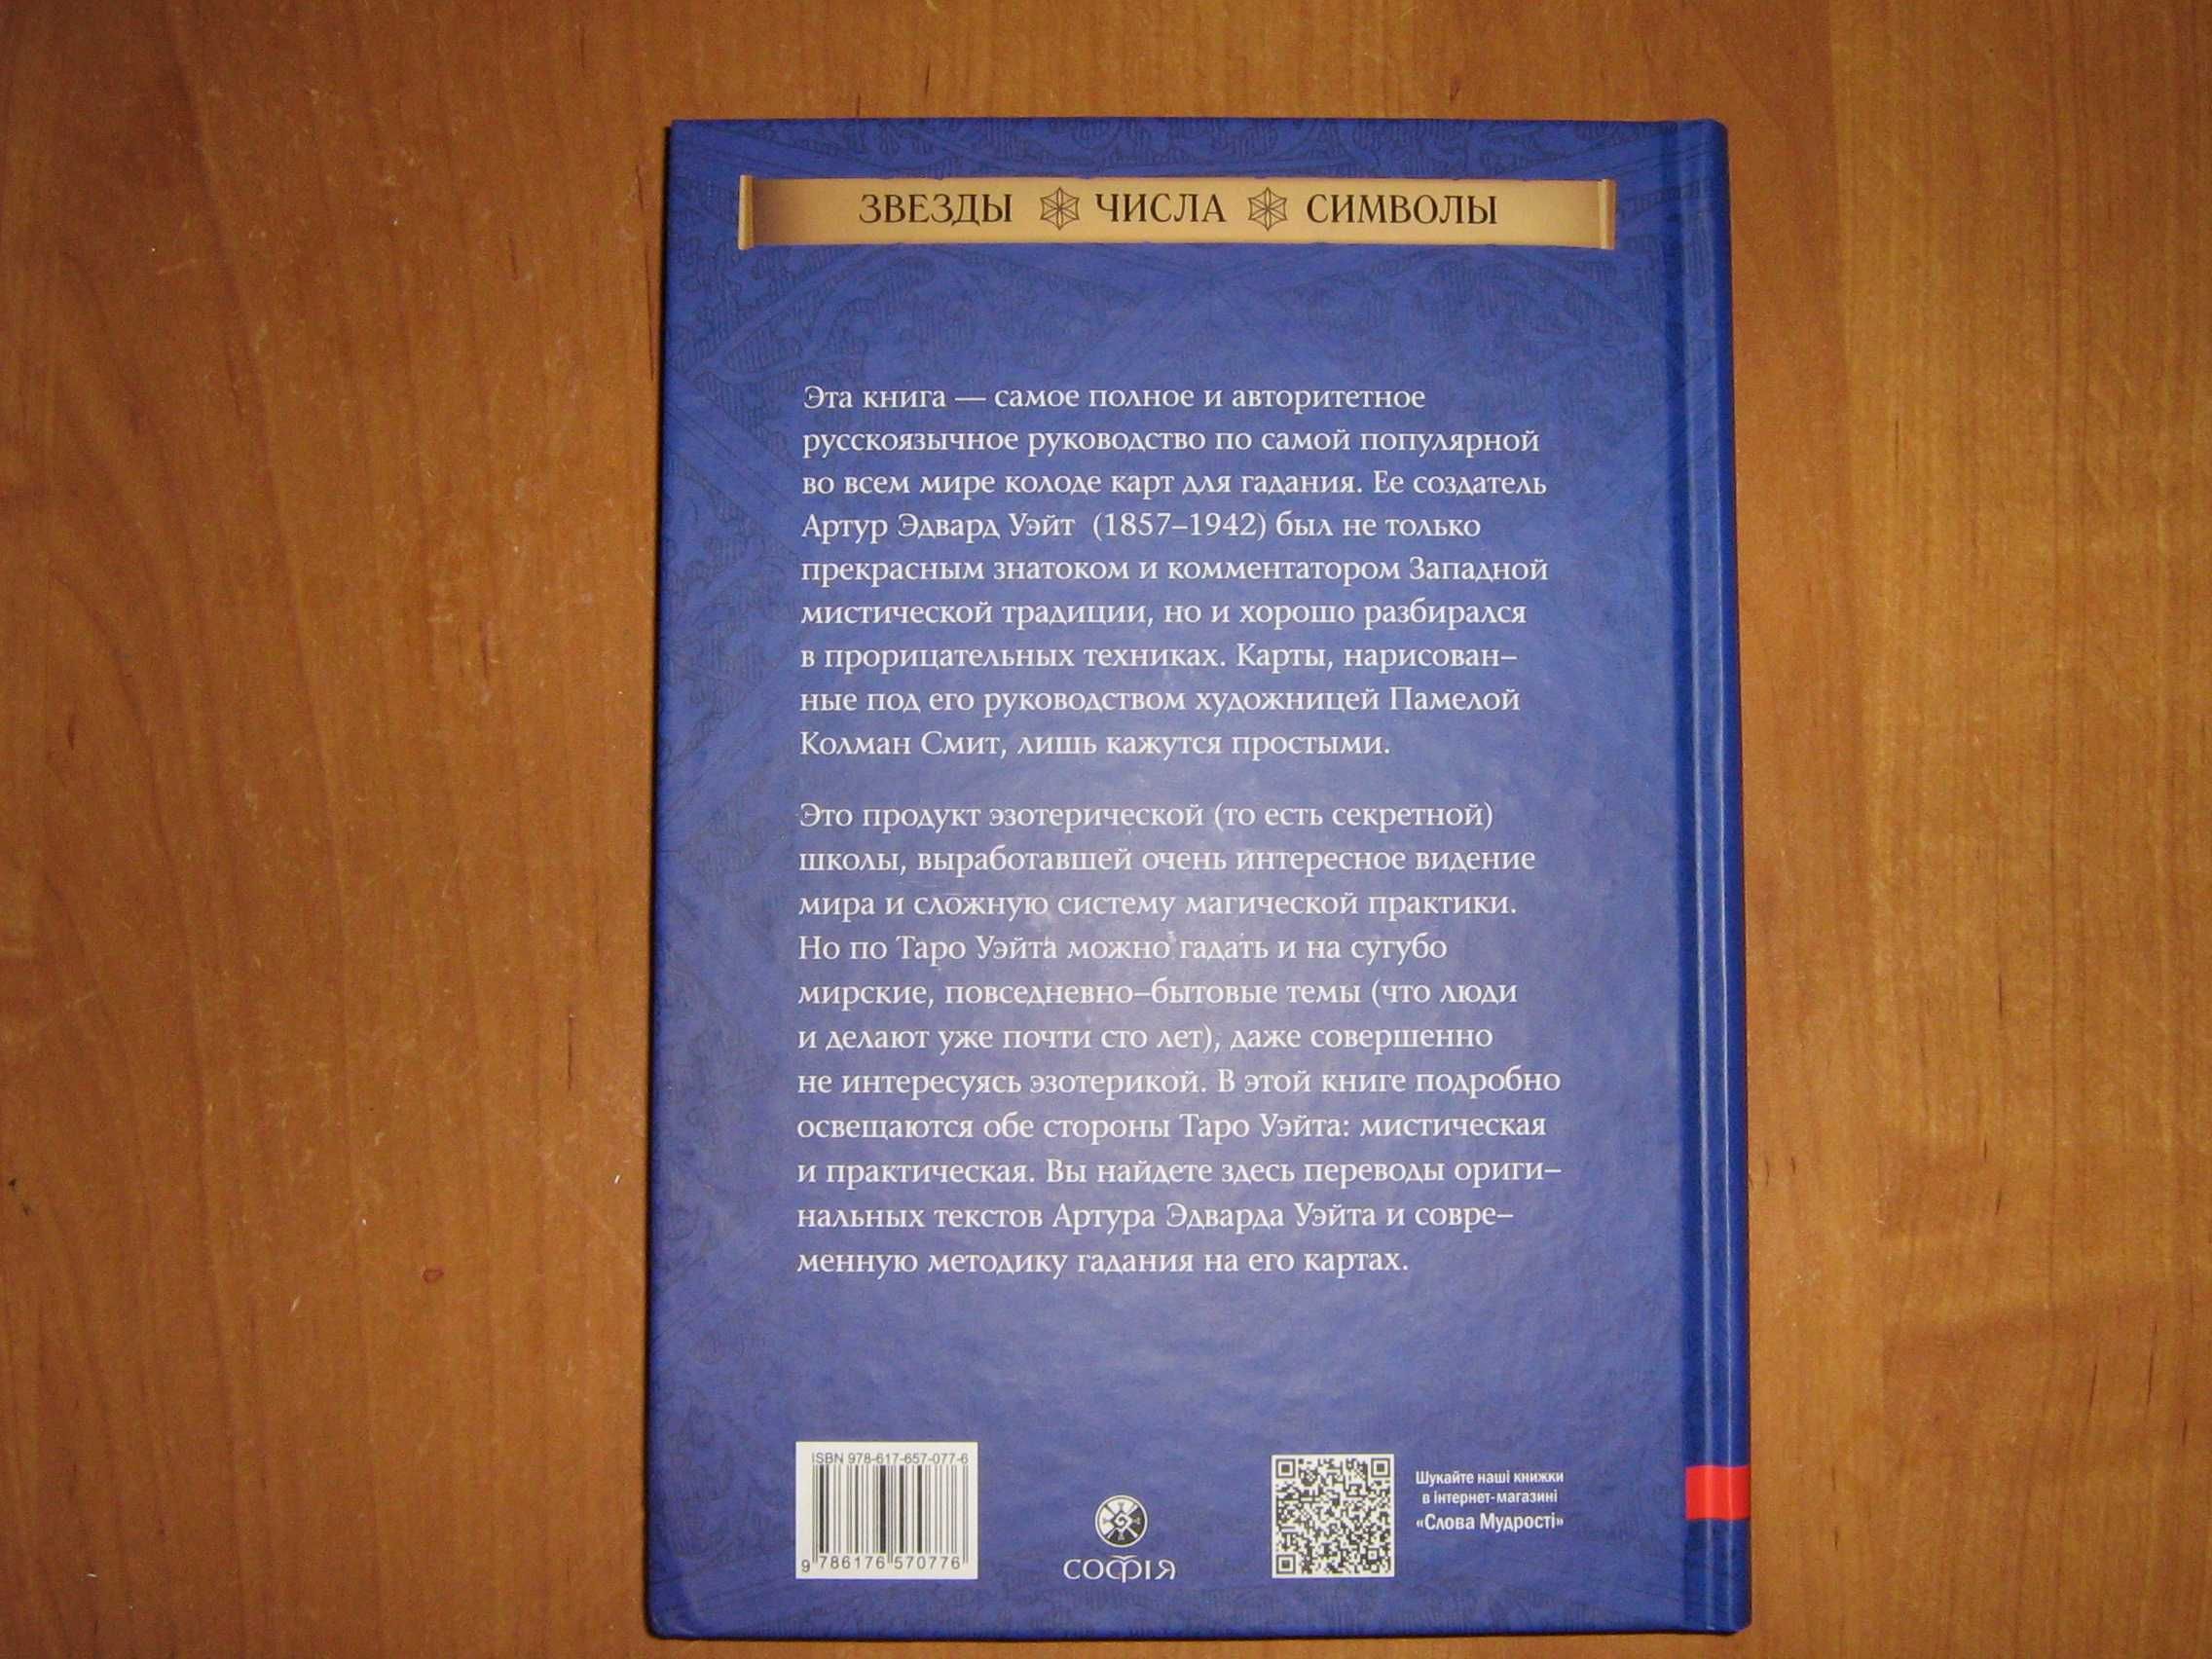 ЗВЕЗДЫ ЧИСЛА СИМВОЛЫ
Эта книга — самое полное и авторитетное
русскоязычное руководство по самой популярной
во всем мире колоде карт для гадания. Ее создатель
Артур Эдвард Уэйт (1857–1942) был не только
прекрасным знатоком и комментатором Западной
мистической традиции, но и хорошо разбирался
в прорицательных техниках. Карты, нарисован-
ные под его руководством художницей Памелой
Колман Смит, лишь кажутся простыми.
Это продукт эзотерической (то есть секретной)
школы, выработавшей очень интересное видение
мира и сложную систему магической практики.
Но по Таро Уэйта можно гадать и на сугубо
мирские, повседневно-бытовые темы (что люди
и делают уже почти сто лет), даже совершенно
не интересуясь эзотерикой. В этой книге подробно
освещаются обе стороны Таро Уэйта: мистическая
и практическая. Вы найдете здесь переводы ориги-
нальных текстов Артура Эдварда Уэйта и совре-
менную методику гадания на его картах.
ISBN 978-617-657-077-6
9 786176 570776
СОФІЯ
Шукайте наші книжки
в інтернет-магазині
«Слова Мудрості»